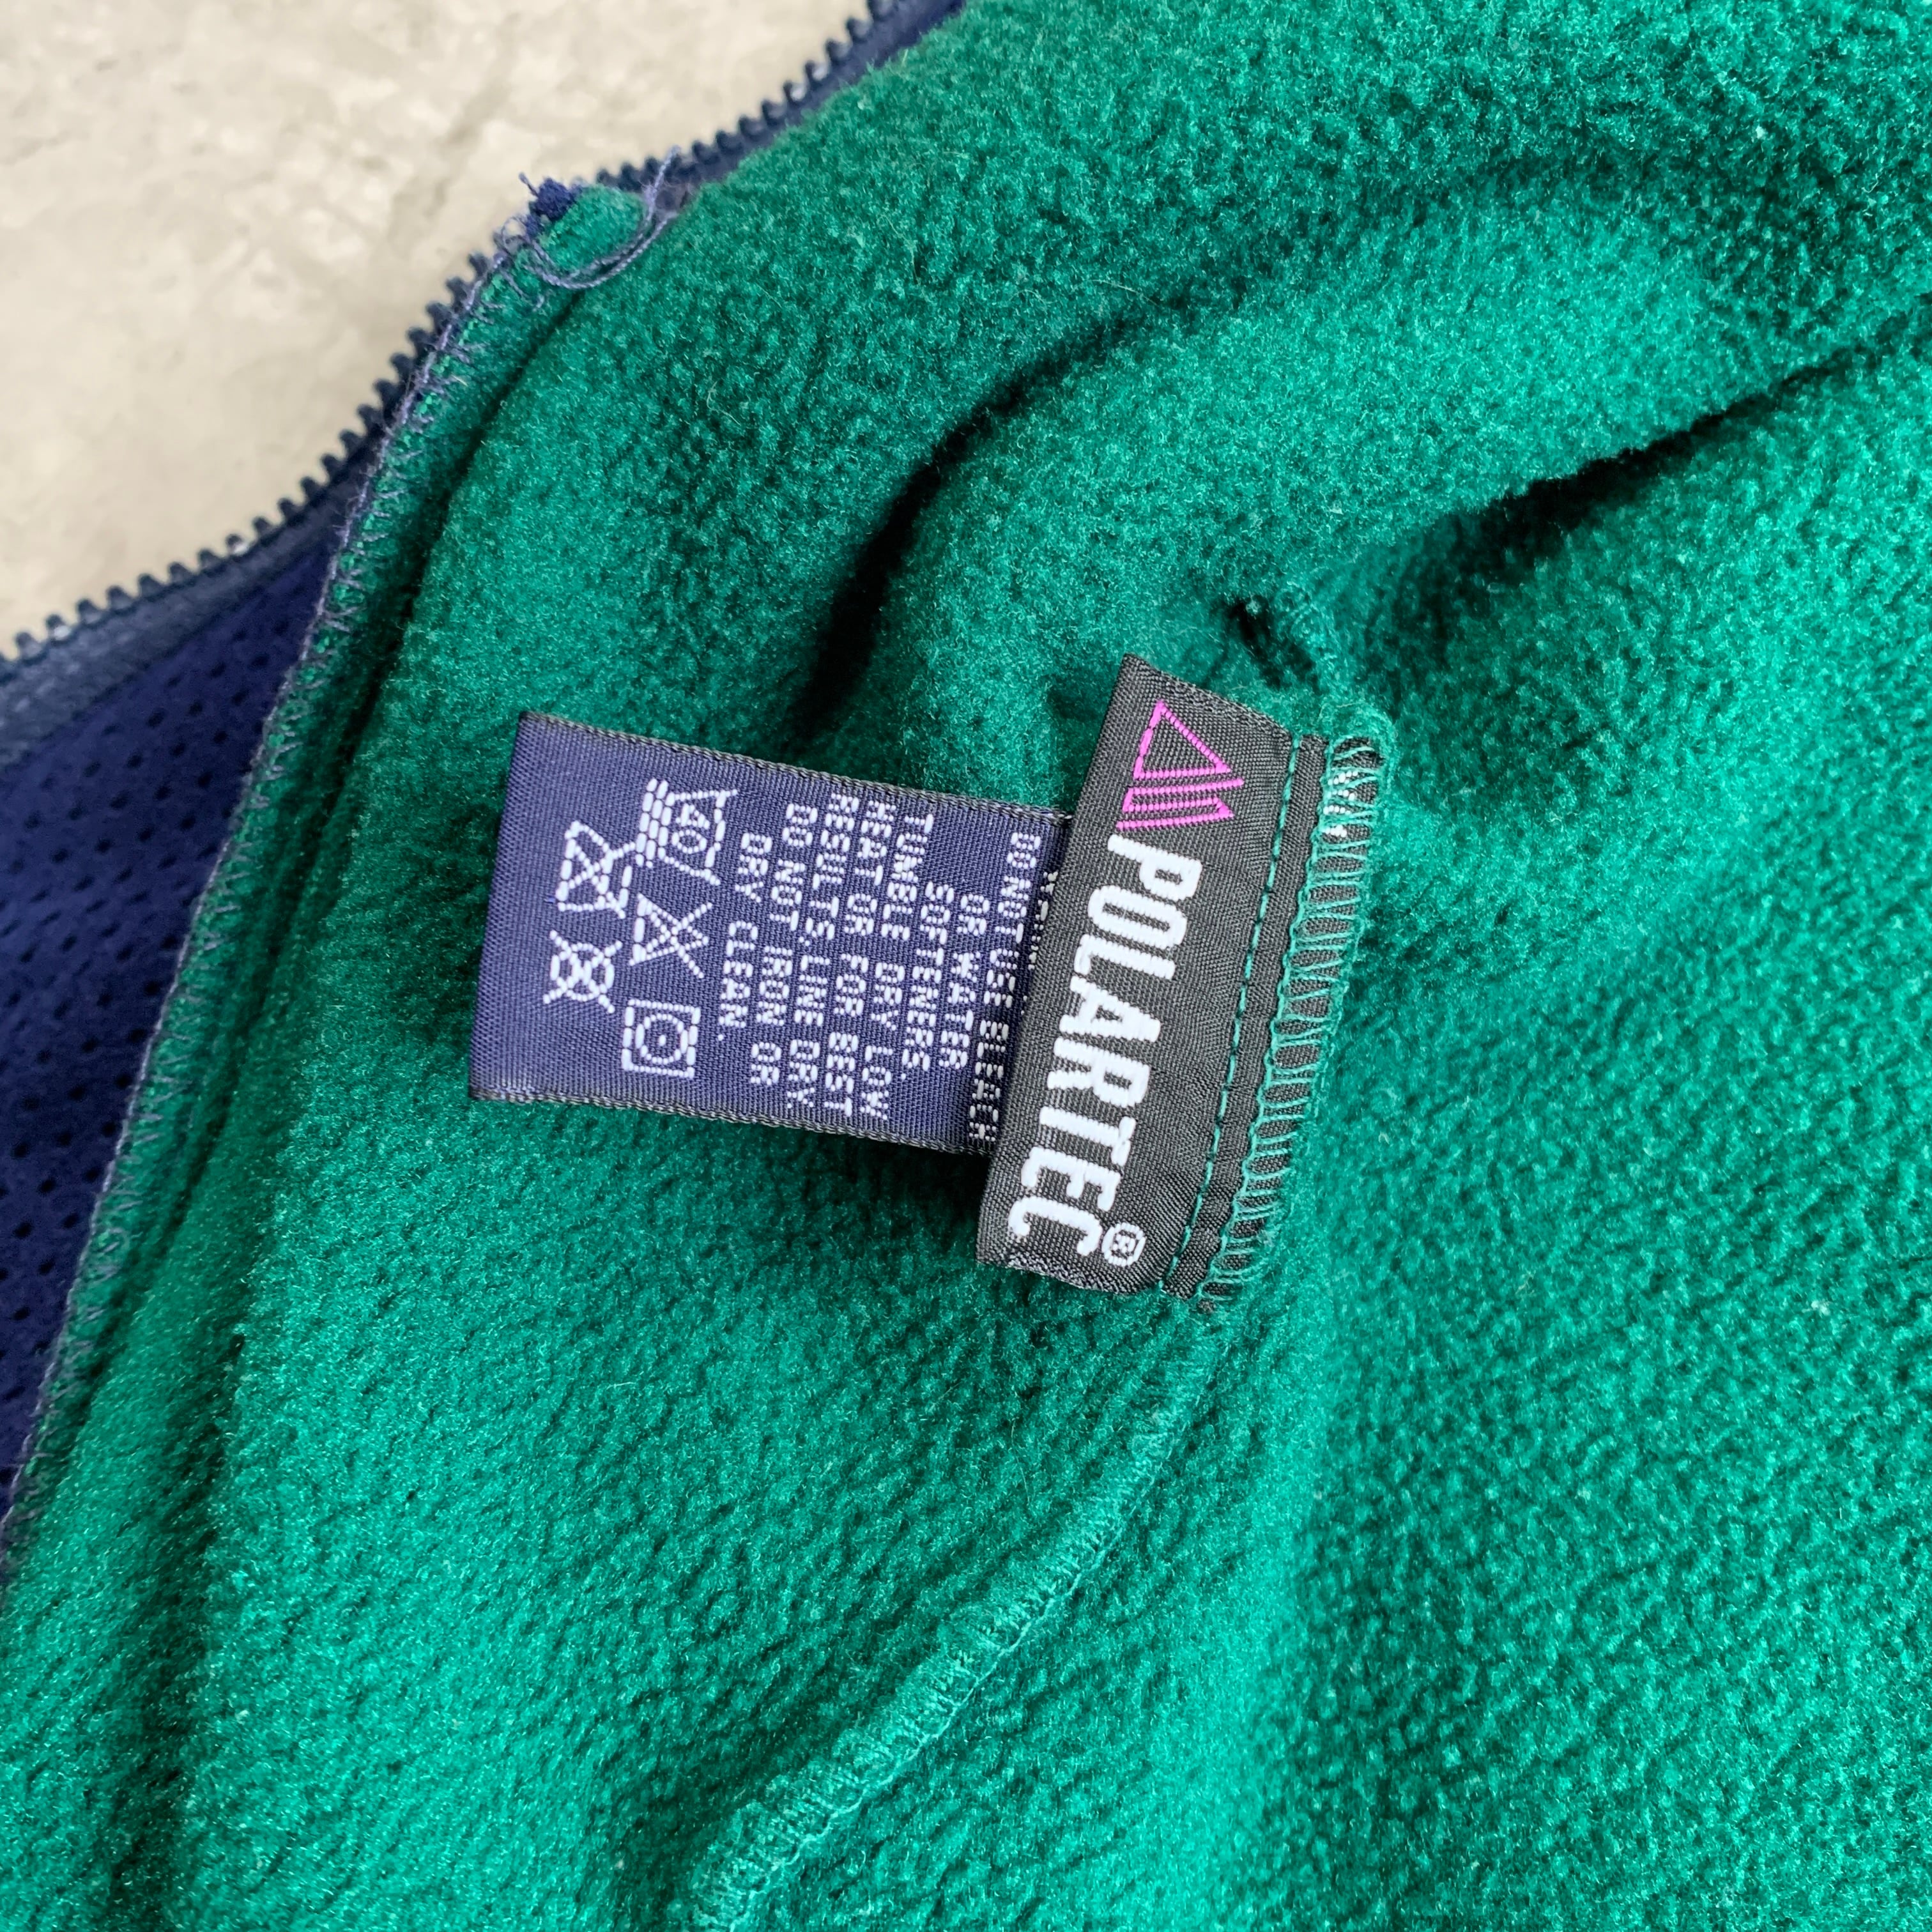 POLARTEC®
DO NOT USE BLEACH
OR WATER
SOFTENERS.
TUMBLE DRY LOW
HEAT OR FOR BEST
RESULTS, LINE DRY.
DO NOT IRON OR
DRY CLEAN.
40